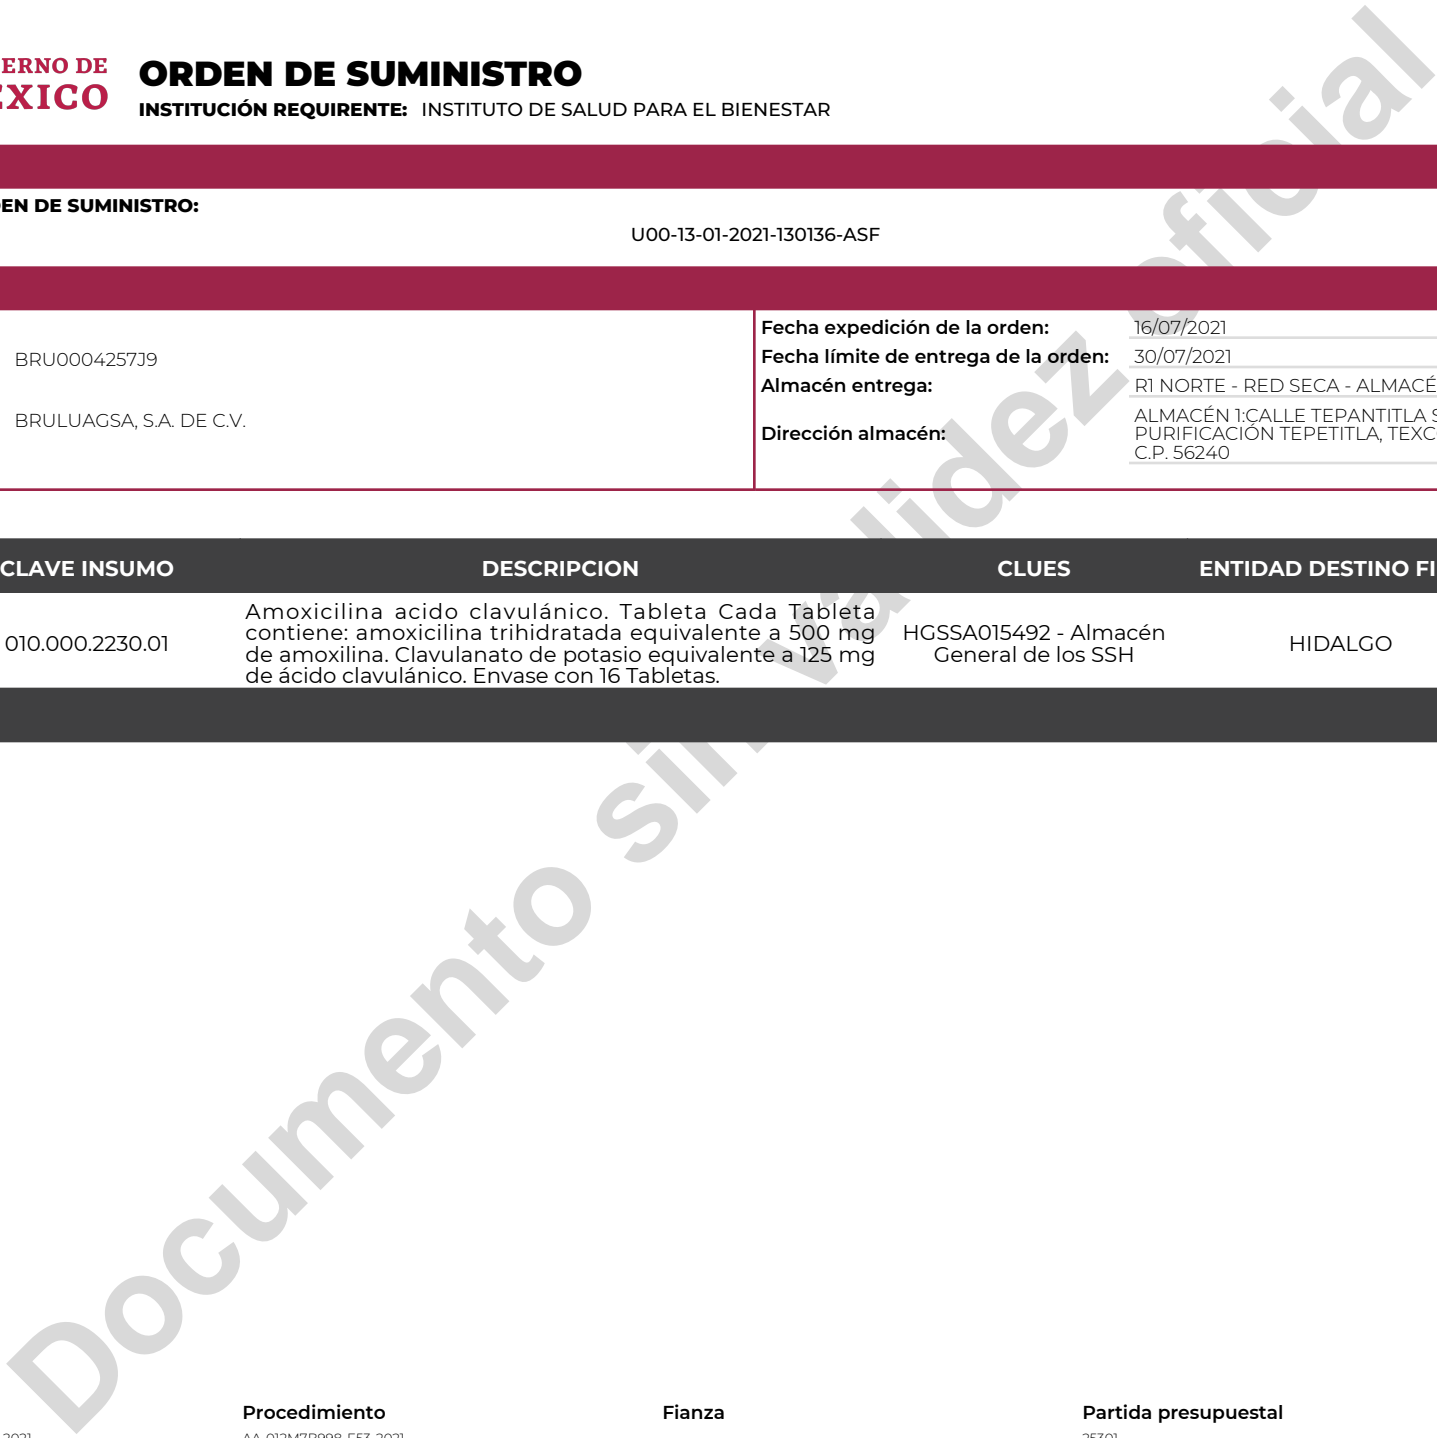 ERNO DE
ORDEN DE SUMINISTRO
EXICO
INSTITUCIÓN REQUIRENTE: INSTITUTO DE SALUD PARA EL BIENESTAR
EN DE SUMINISTRO:
U00-13-01-2021-130136-ASF
BRU0004257J9
BRULUAGSA, S.A. DE C.V.
Fecha expedición de la orden: 16/07/2021
Fecha límite de entrega de la orden: 30/07/2021
Almacén entrega: R1 NORTE - RED SECA - ALMACÉ
Dirección almacén:
ALMACÉN 1:CALLE TEPANTITLA S
PURIFICACIÓN TEPETITLA, TEXC
C.P. 56240
CLAVE INSUMO DESCRIPCION CLUES ENTIDAD DESTINO FI
010.000.2230.01
Amoxicilina acido clavulánico. Tableta Cada Tableta
contiene: amoxicilina trihidratada equivalente a 500 mg
de amoxilina. Clavulanato de potasio equivalente a 125 mg
de ácido clavulánico. Envase con 16 Tabletas.
HGSSA015492 - Almacén
General de los SSH
HIDALGO
Documento sin validez oficial
Procedimiento Fianza Partida presupuestal